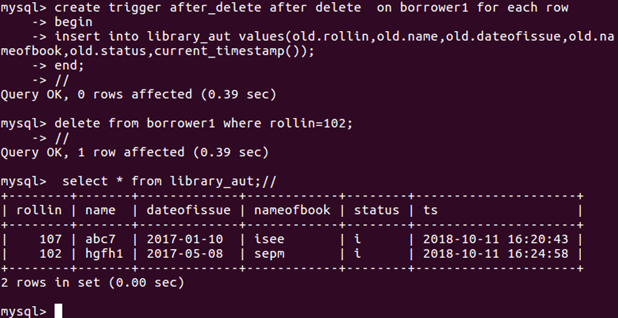 mysql> create trigger after_delete after delete  on borrower1 for each row
    -> begin
    -> insert into library_aut values(old.rollin,old.name,old.dateofissue,old.na
meofbook,old.status,current_timestamp());
    -> end;
    -> //
Query OK, 0 rows affected (0.39 sec)
mysql> delete from borrower1 where rollin=102;
    -> //
Query OK, 1 row affected (0.39 sec)
mysql>  select * from library_aut;//
+--------+-------+-------------+------------+--------+---------------------+
| rollin | name  | dateofissue | nameofbook | status | ts                  |
+--------+-------+-------------+------------+--------+---------------------+
|    107 | abc7  | 2017-01-10  | isee       | i      | 2018-10-11 16:20:43 |
|    102 | hgfh1 | 2017-05-08  | sepm       | i      | 2018-10-11 16:24:58 |
+--------+-------+-------------+------------+--------+---------------------+
2 rows in set (0.00 sec)
mysql>